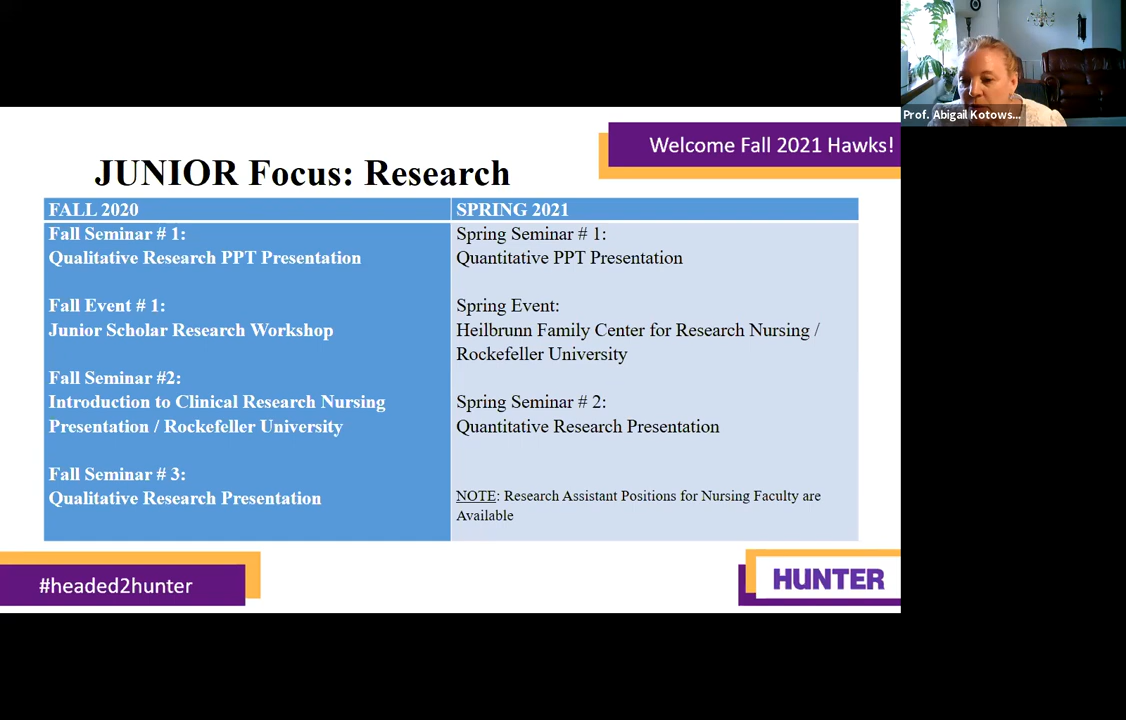 Prof. Abigail Kotows...
Welcome Fall 2021 Hawks!
JUNIOR Focus: Research
FALL 2020
Fall Seminar # 1:
Qualitative Research PPT Presentation
Fall Event # 1:
Junior Scholar Research Workshop
Fall Seminar #2:
Introduction to Clinical Research Nursing
Presentation / Rockefeller University
Fall Seminar # 3:
Qualitative Research Presentation
SPRING 2021
Spring Seminar # 1:
Quantitative PPT Presentation
Spring Event:
Heilbrunn Family Center for Research Nursing /
Rockefeller University
Spring Seminar # 2:
Quantitative Research Presentation
NOTE: Research Assistant Positions for Nursing Faculty are
Available
#headed2hunter
HUNTER